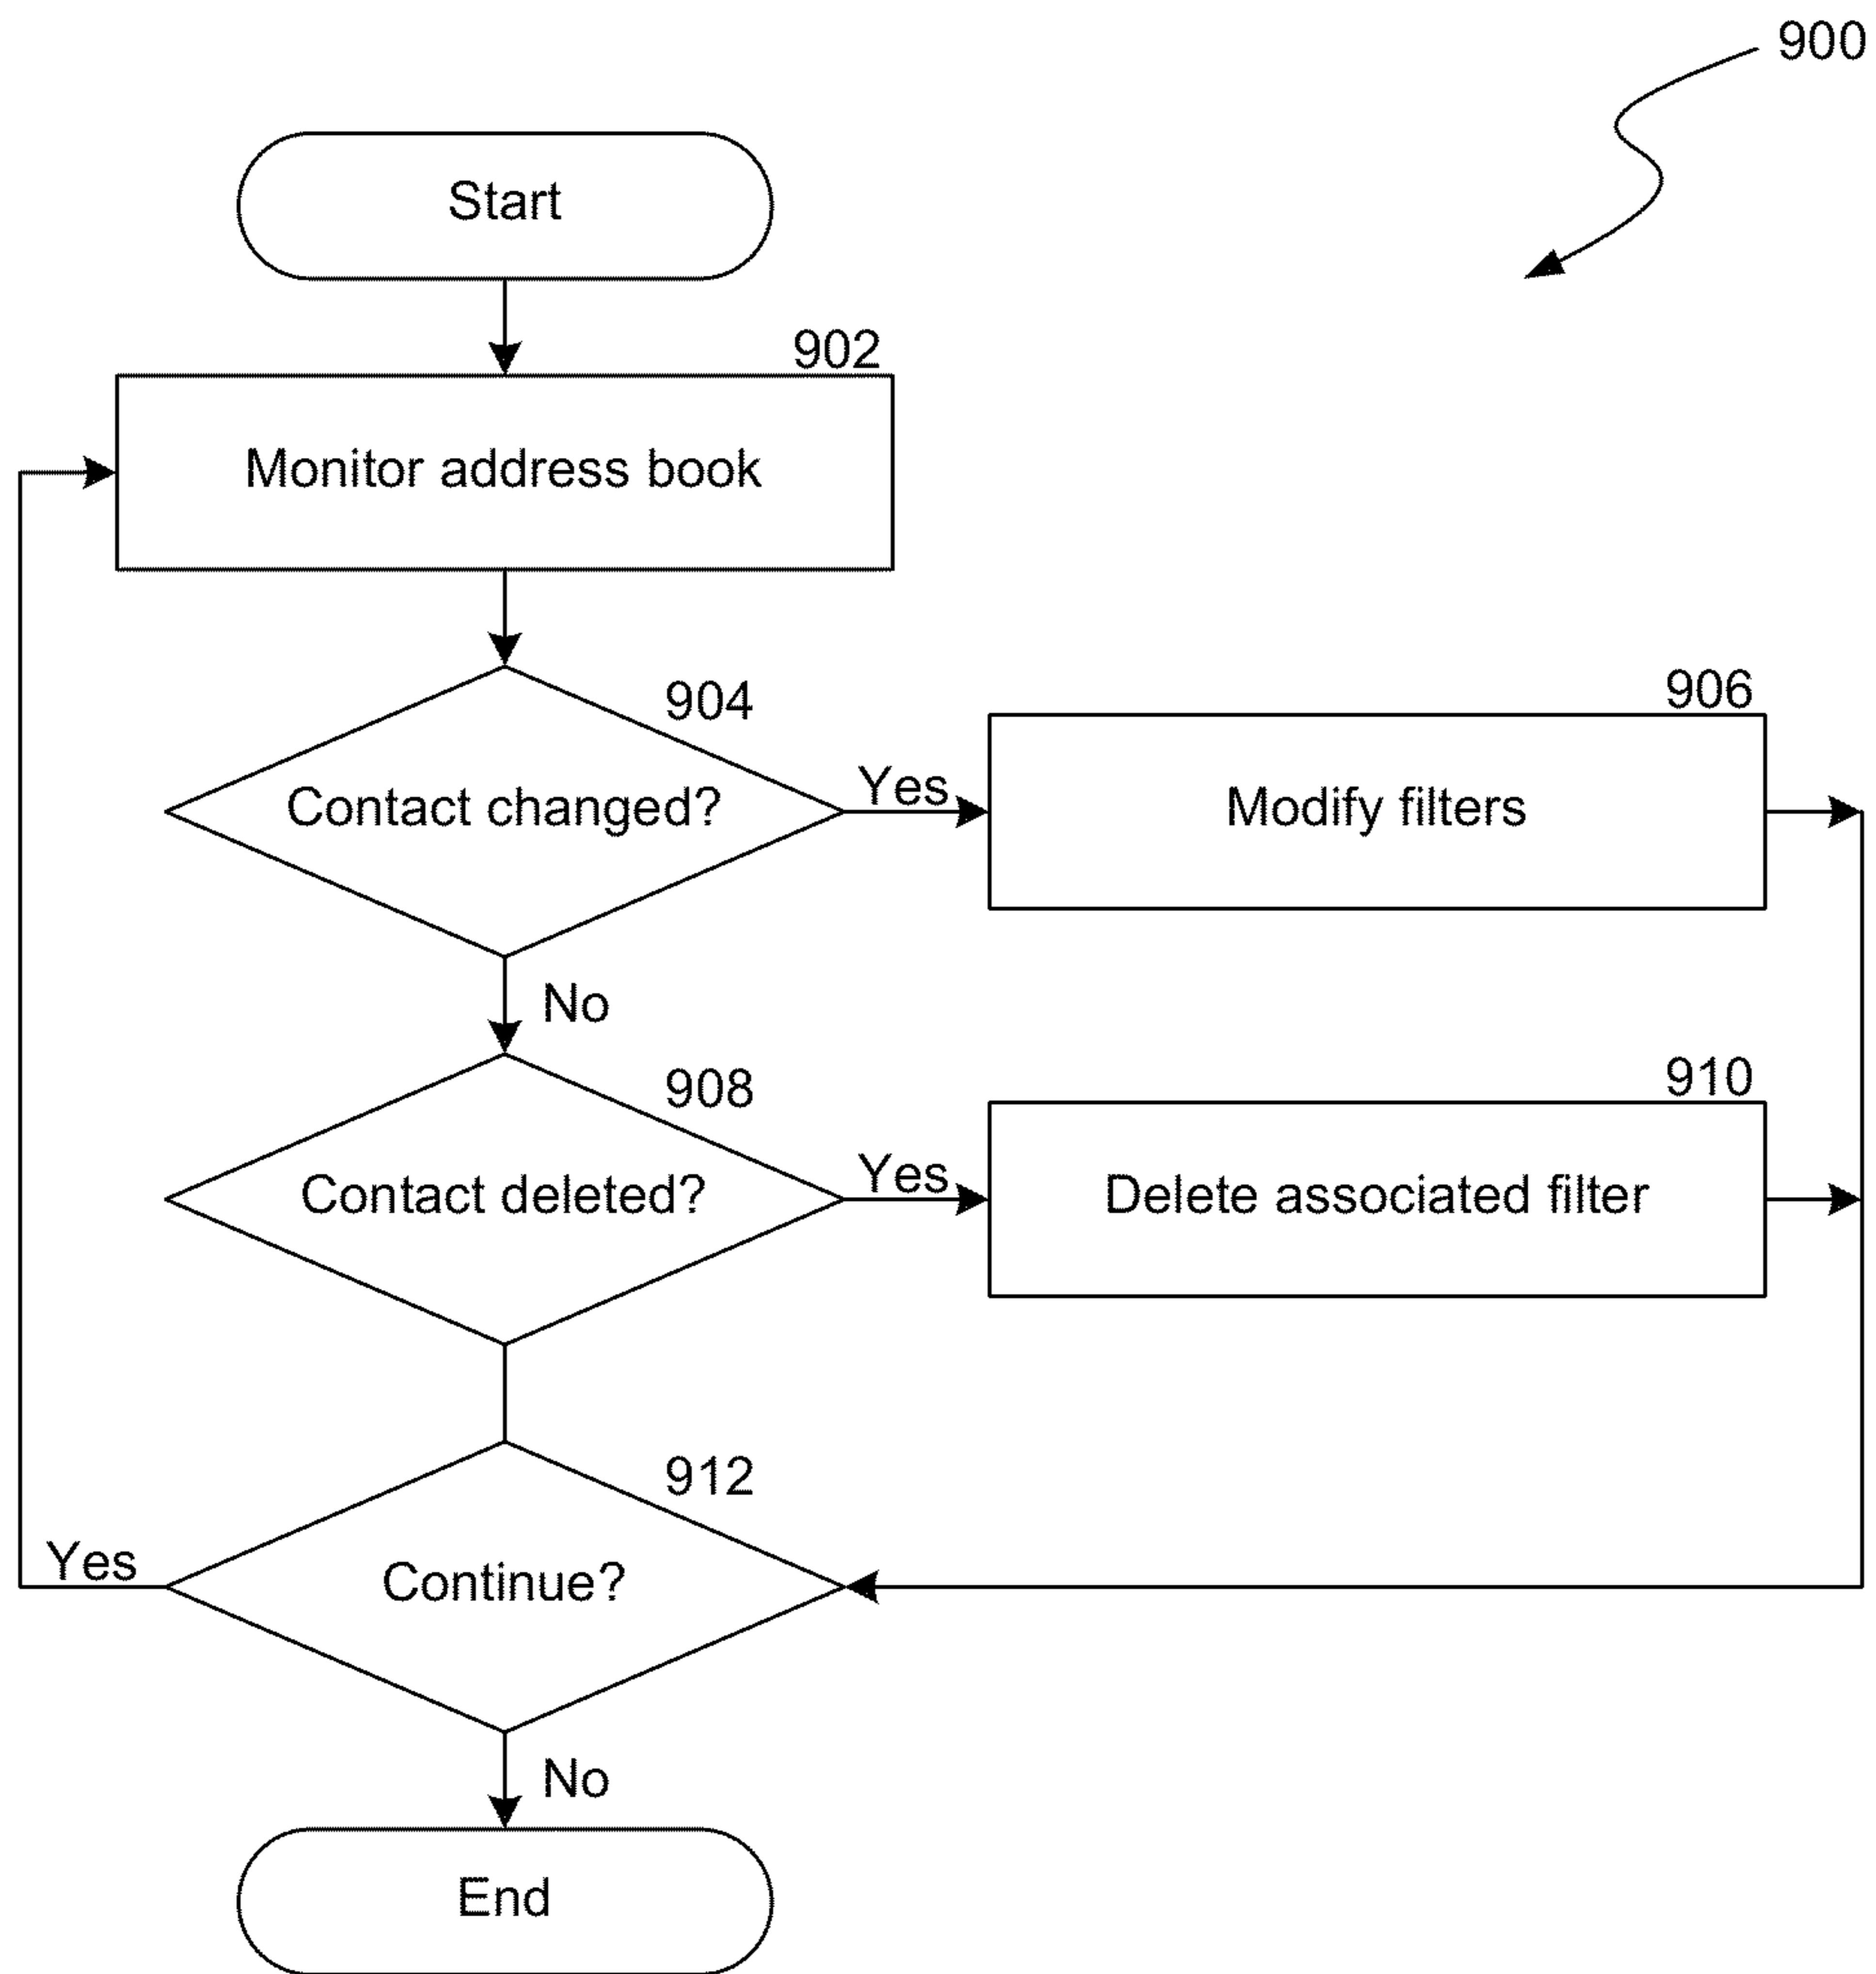 900
Start
902
Monitor address book
904
Contact changed?
Yes
906
Modify filters
No
908
Contact deleted?
Yes
910
Delete associated filter
912
Continue?
Yes
No
End